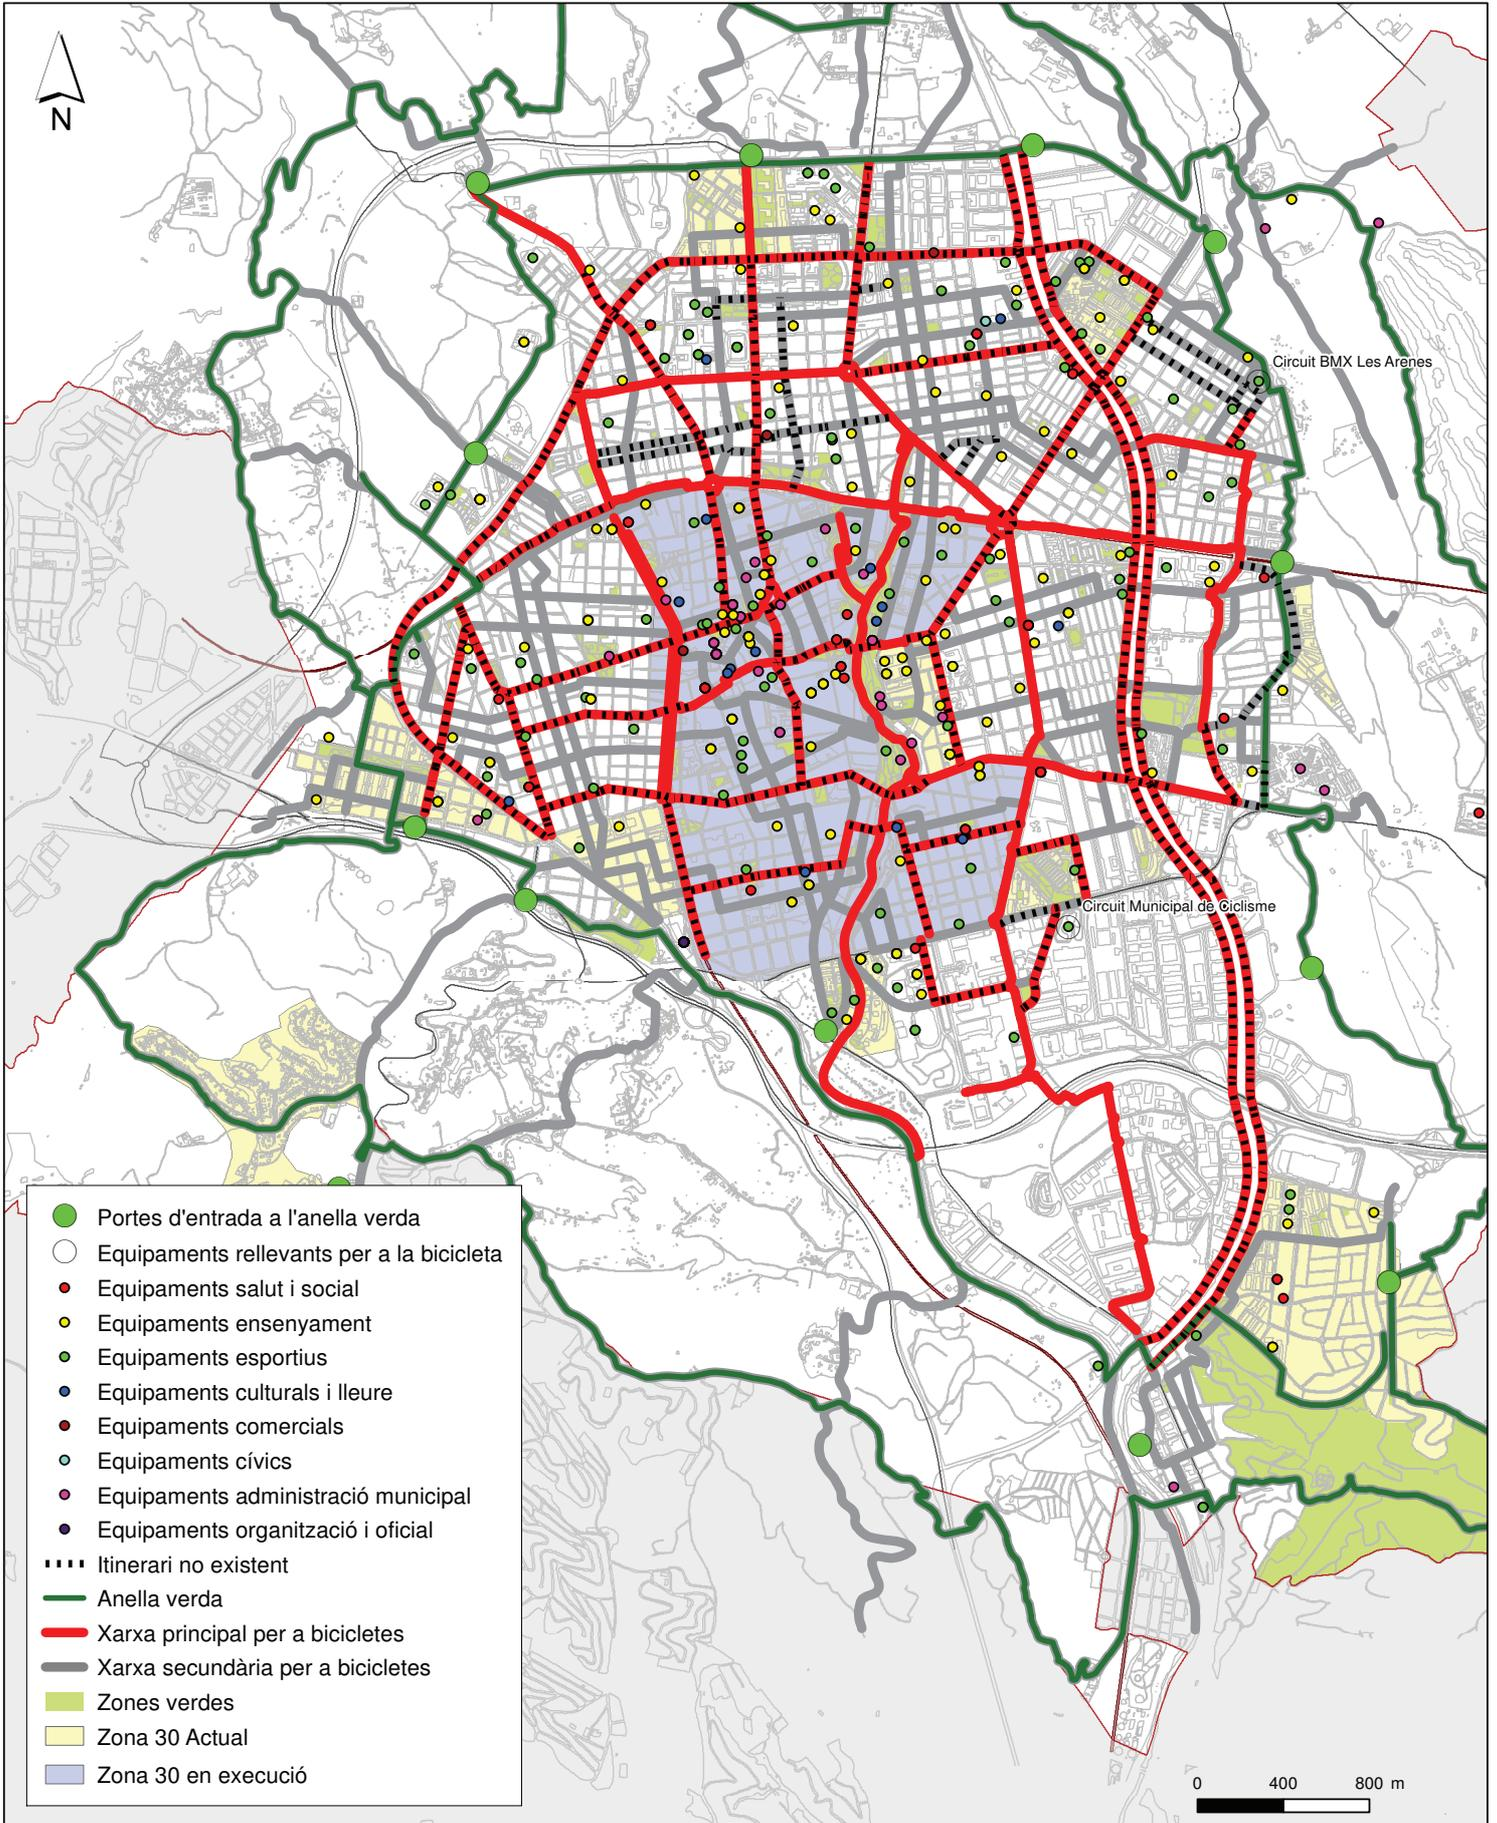 N
Circuit BMX Les Arenes
Circuit Municipal de Ciclisme
Portes d'entrada a l'anella verda
Equipaments rellevants per a la bicicleta
Equipaments salut i social
Equipaments ensenyament
Equipaments esportius
Equipaments culturals i lleure
Equipaments comercials
Equipaments cívics
Equipaments administració municipal
Equipaments organització i oficial
Itinerari no existent
Anella verda
Xarxa principal per a bicicletes
Xarxa secundària per a bicicletes
Zones verdes
Zona 30 Actual
Zona 30 en execució
0 400 800 m